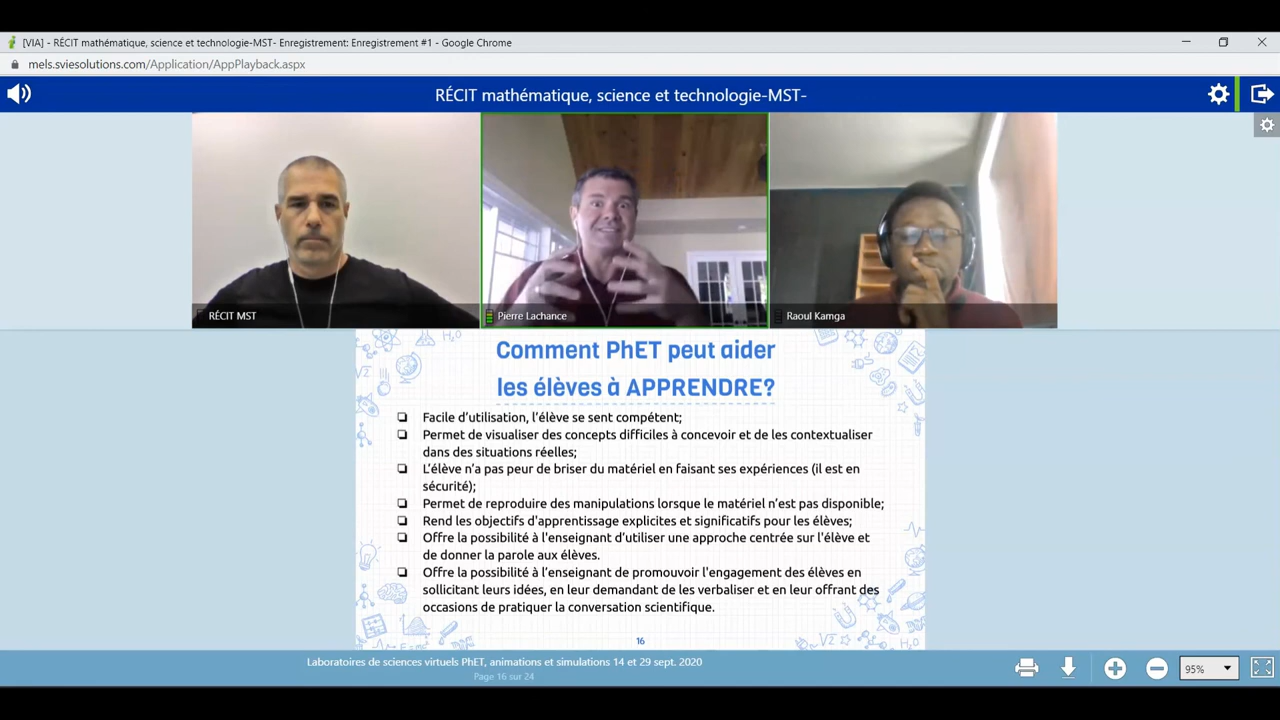 [VIA] - RÉCIT mathématique, science et technologie-MST- Enregistrement: Enregistrement #1 - Google Chrome
mels.sviesolutions.com/Application/AppPlayback.aspx
RÉCIT mathématique, science et technologie-MST-
RÉCIT MST
Pierre Lachance
Raoul Kamga
H₂O
√2
Comment PhET peut aider
les élèves à APPRENDRE?
Facile d'utilisation, l'élève se sent compétent;
Permet de visualiser des concepts difficiles à concevoir et de les contextualiser
dans des situations réelles;
L'élève n'a pas peur de briser du matériel en faisant ses expériences (il est en
sécurité);
Permet de reproduire des manipulations lorsque le matériel n'est pas disponible;
Rend les objectifs d'apprentissage explicites et significatifs pour les élèves;
Offre la possibilité à l'enseignant d'utiliser une approche centrée sur l'élève et
de donner la parole aux élèves.
Offre la possibilité à l'enseignant de promouvoir l'engagement des élèves en
sollicitant leurs idées, en leur demandant de les verbaliser et en leur offrant des
occasions de pratiquer la conversation scientifique.
16
√2
H₂O
Laboratoires de sciences virtuels PhET, animations et simulations 14 et 29 sept. 2020
Page 16 sur 24
95%